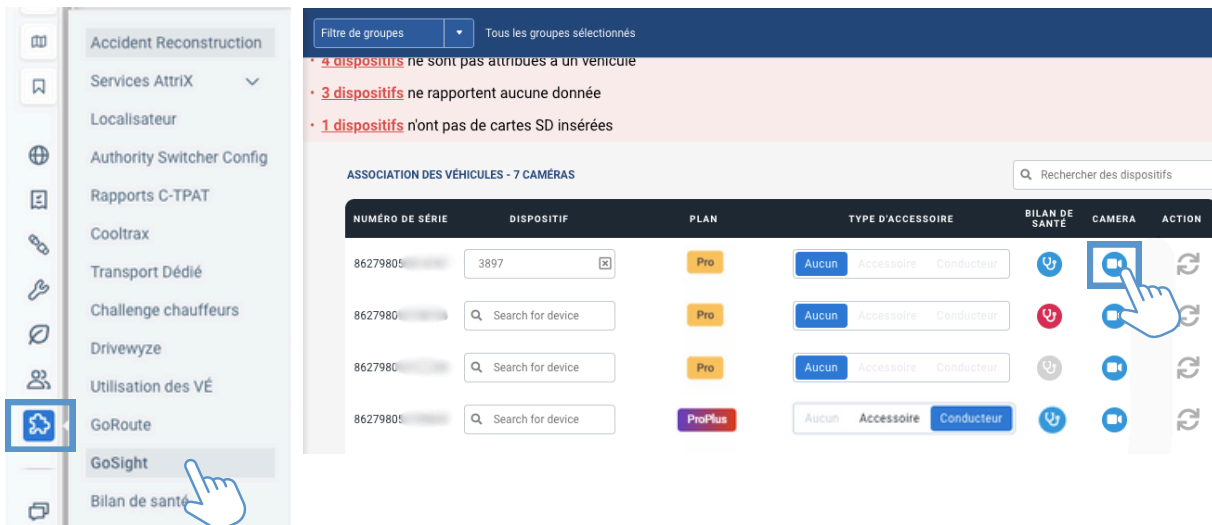 Accident Reconstruction
Services AttriX
Localisateur
Authority Switcher Config
Rapports C-TPAT
Cooltrax
Transport Dédié
Challenge chauffeurs
Drivewyze
Utilisation des VÉ
GoRoute
GoSight
Bilan de santé
Filtre de groupes Tous les groupes sélectionnés
• 4 dispositifs ne sont pas attribués à un véhicule
• 3 dispositifs ne rapportent aucune donnée
• 1 dispositifs n'ont pas de cartes SD insérées
ASSOCIATION DES VÉHICULES - 7 CAMÉRAS Rechercher des dispositifs
NUMÉRO DE SÉRIE DISPOSITIF PLAN TYPE D'ACCESSOIRE BILAN DE SANTÉ CAMERA ACTION
86279805 3897 Pro Aucun Accessoire Conducteur
8627980 Search for device Pro Aucun Accessoire Conducteur
8627980 Search for device Pro Aucun Accessoire Conducteur
86279805 Search for device ProPlus Aucun Accessoire Conducteur